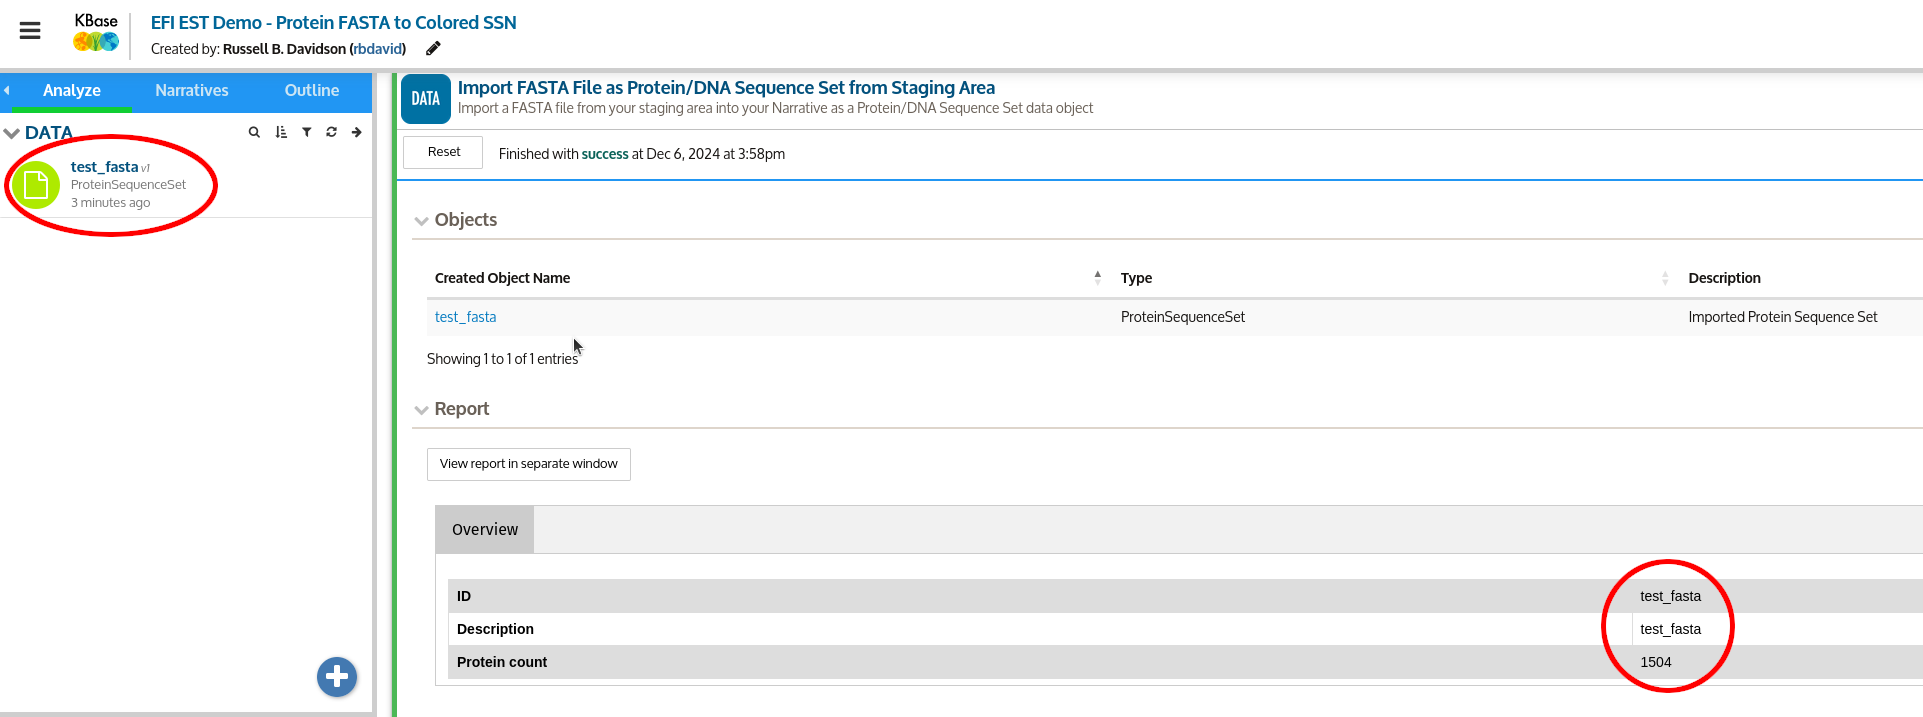 KBase
EFI EST Demo - Protein FASTA to Colored SSN
Created by: Russell B. Davidson (rbdavid)
Analyze Narratives Outline
DATA
test_fasta v1
ProteinSequenceSet
3 minutes ago
DATA
Import FASTA File as Protein/DNA Sequence Set from Staging Area
Import a FASTA file from your staging area into your Narrative as a Protein/DNA Sequence Set data object
Reset Finished with success at Dec 6, 2024 at 3:58pm
Objects
Created Object Name Type Description
test_fasta ProteinSequenceSet Imported Protein Sequence Set
Showing 1 to 1 of 1 entries
Report
View report in separate window
Overview
ID test_fasta
Description test_fasta
Protein count 1504